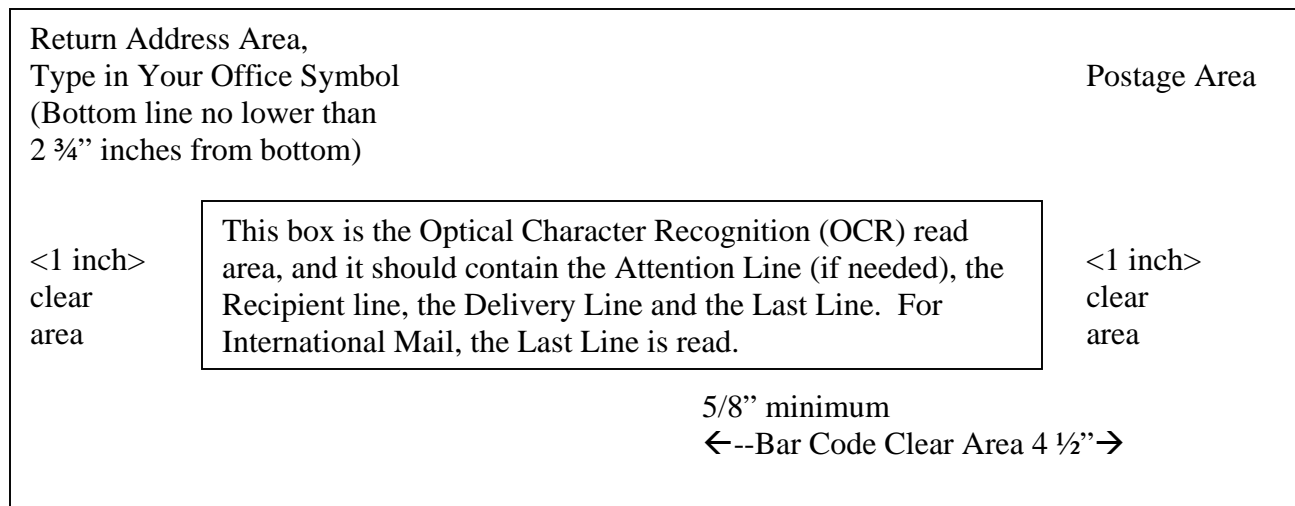 Return Address Area,
Type in Your Office Symbol
(Bottom line no lower than
2 ¾” inches from bottom)
Postage Area
<1 inch>
clear
area
This box is the Optical Character Recognition (OCR) read
area, and it should contain the Attention Line (if needed), the
Recipient line, the Delivery Line and the Last Line.  For
International Mail, the Last Line is read.
<1 inch>
clear
area
5/8” minimum
←--Bar Code Clear Area 4 ½”→